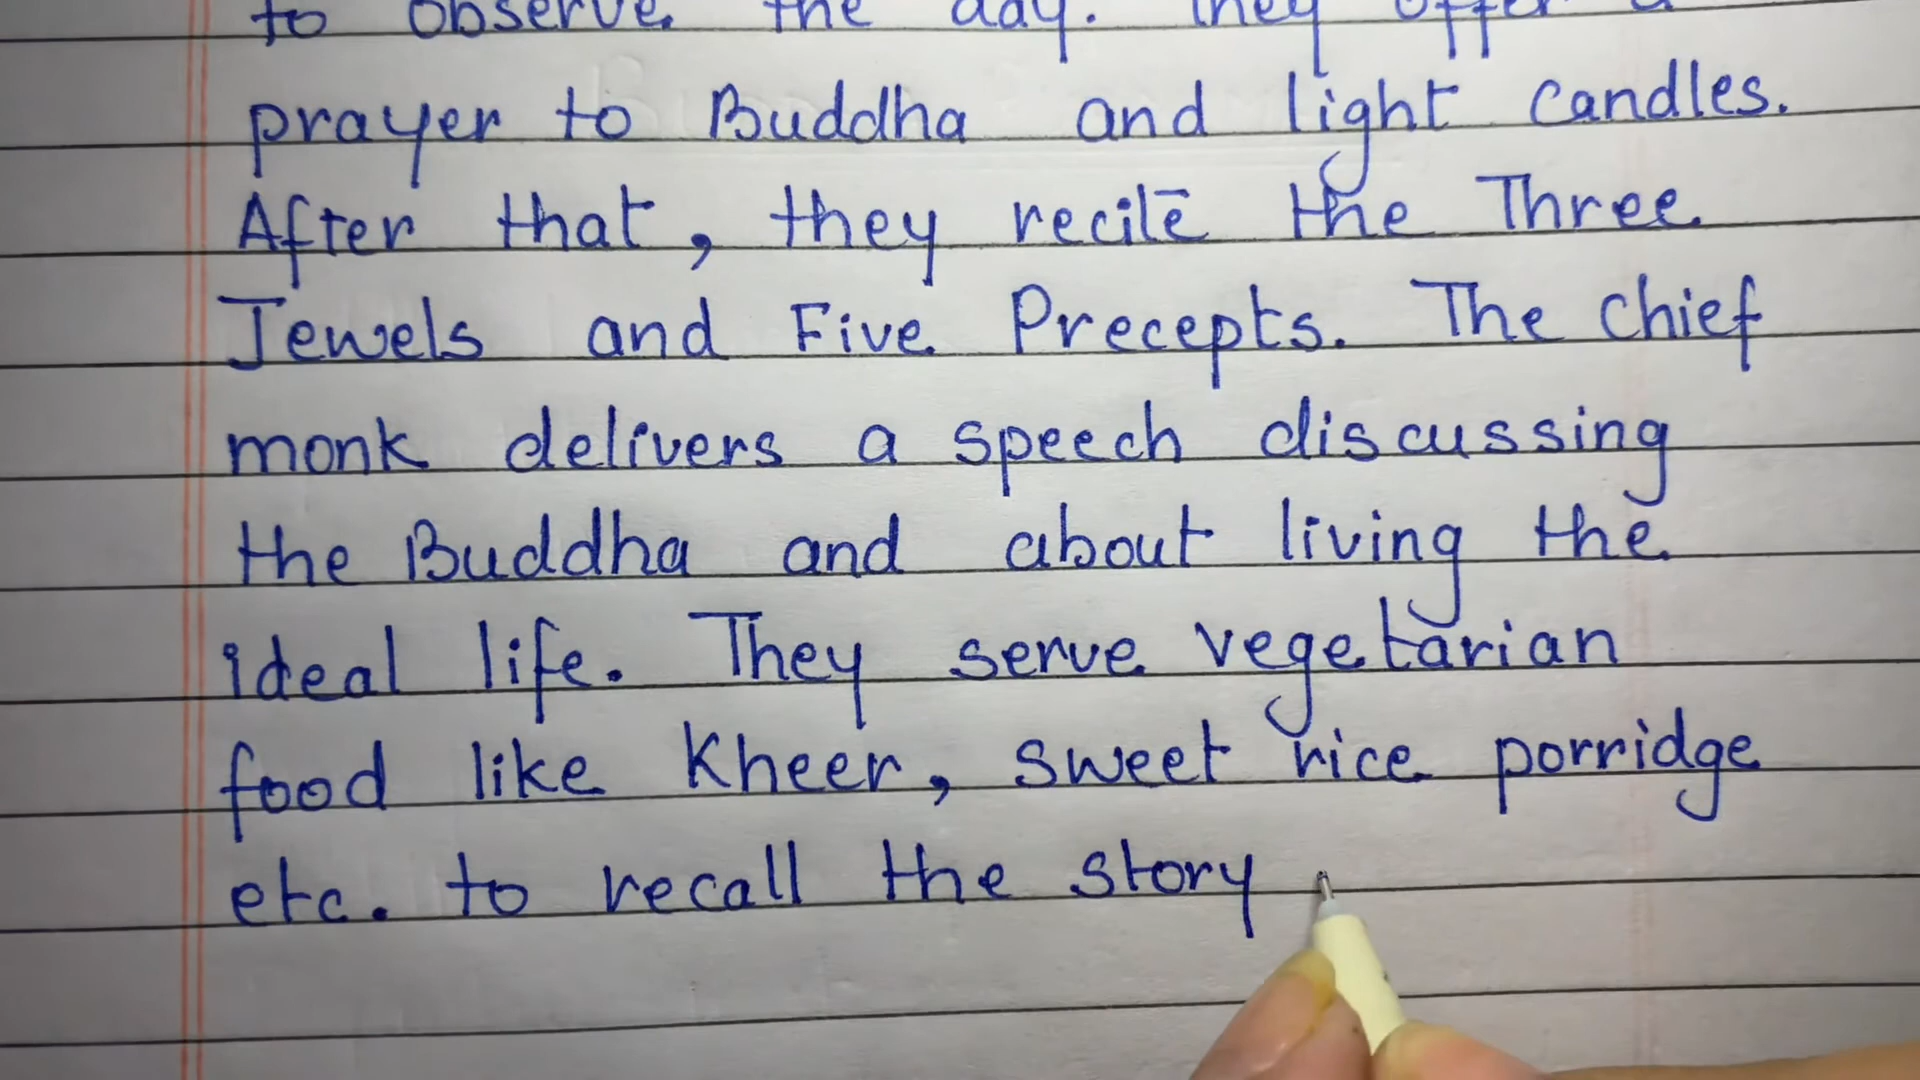 to observe the day. They offer a
prayer to Buddha and light candles.
After that, they recite the Three
Jewels and Five Precepts. The chief
monk delivers a speech discussing
the Buddha and about living the
ideal life. They serve vegetarian
food like Kheer, sweet rice porridge
etc. to recall the story